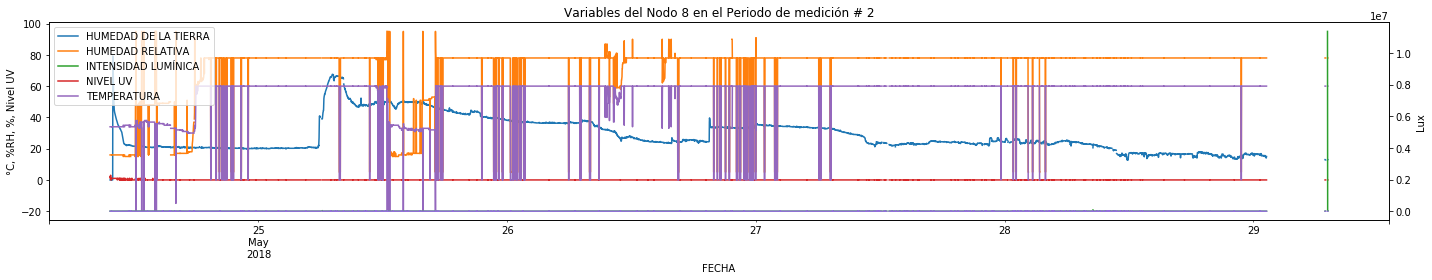 Variables del Nodo 8 en el Periodo de medición # 2
1e7
HUMEDAD DE LA TIERRA
HUMEDAD RELATIVA
INTENSIDAD LUMÍNICA
NIVEL UV
TEMPERATURA
100
80
60
40
20
0
−20
°C, %RH, %, Nivel UV
1.0
0.8
0.6
0.4
0.2
0.0
Lux
25 26 27 28 29
May
2018
FECHA